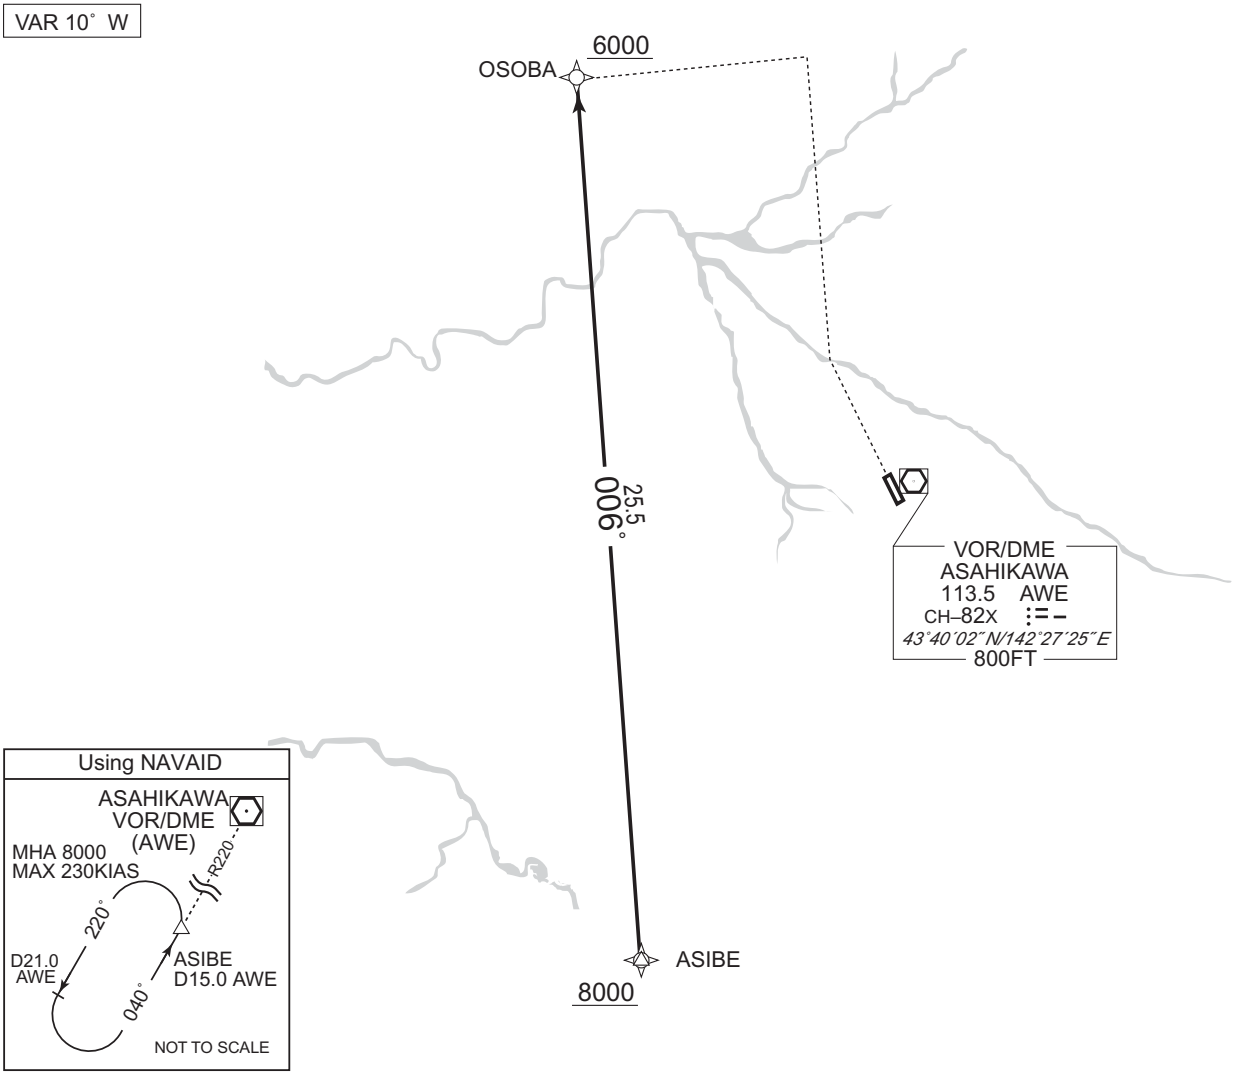 VAR 10° W
6000
OSOBA
25.5
006°
VOR/DME
ASAHIKAWA
113.5 AWE
CH–82X
43°40′02″N/142°27′25″E
800FT
ASIBE
8000
Using NAVAID
ASAHIKAWA
VOR/DME
(AWE)
R220
MHA 8000
MAX 230KIAS
220°
D21.0
AWE
ASIBE
D15.0 AWE
040°
NOT TO SCALE